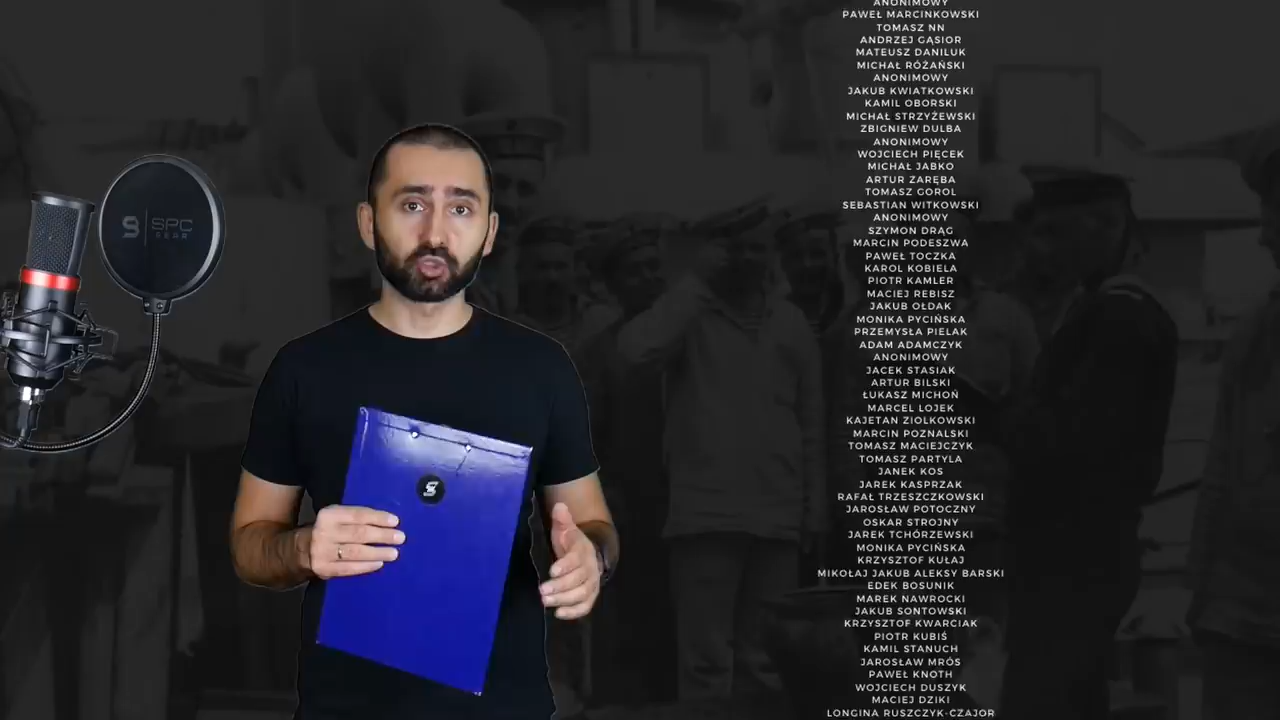 ANONIMOWY
PAWEŁ MARCINKOWSKI
TOMASZ NN
ANDRZEJ GĄSIOR
MATEUSZ DANILUK
MICHAŁ RÓŻAŃSKI
ANONIMOWY
JAKUB KWIATKOWSKI
KAMIL OBORSKI
MICHAŁ STRZYŻEWSKI
ZBIGNIEW DULBA
ANONIMOWY
WOJCIECH PIĘCEK
MICHAŁ JABKO
ARTUR ZARĘBA
TOMASZ GOROL
SEBASTIAN WITKOWSKI
ANONIMOWY
SZYMON DRĄG
MARCIN PODESZWA
PAWEŁ TOCZKA
KAROL KOBIELA
PIOTR KAMLER
MACIEJ REBISZ
JAKUB OŁDAK
MONIKA PYCIŃSKA
PRZEMYSŁA PIELAK
ADAM ADAMCZYK
ANONIMOWY
JACEK STASIAK
ARTUR BILSKI
ŁUKASZ MICHOŃ
MARCEL LOJEK
KAJETAN ZIOLKOWSKI
MARCIN POZNALSKI
TOMASZ MACIEJCZYK
TOMASZ PARTYLA
JANEK KOS
JAREK KASPRZAK
RAFAŁ TRZESZCZKOWSKI
JAROSŁAW POTOCZNY
OSKAR STROJNY
JAREK TCHÓRZEWSKI
MONIKA PYCIŃSKA
KRZYSZTOF KUŁAJ
MIKOŁAJ JAKUB ALEKSY BARSKI
EDEK BOSUNIK
MAREK NAWROCKI
JAKUB SONTOWSKI
KRZYSZTOF KWARCIAK
PIOTR KUBIŚ
KAMIL STANUCH
JAROSŁAW MRÓS
PAWEŁ KNOTH
WOJCIECH DUSZYK
MACIEJ DZIKI
LONGINA RUSZCZYK-CZAJOR
SPC
GEAR